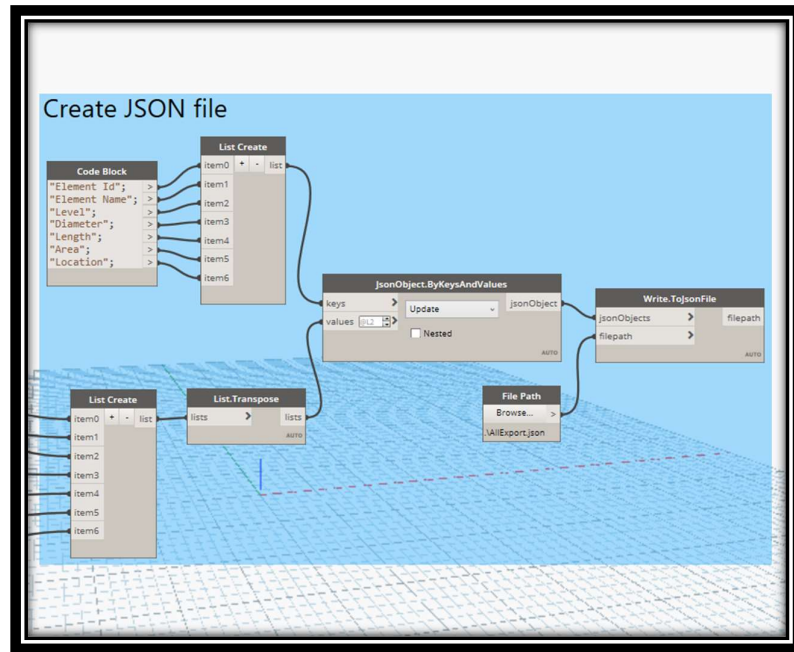 Create JSON file
Code Block
"Element Id"; >
"Element Name"; >
"Level"; >
"Diameter"; >
"Length"; >
"Area"; >
"Location"; >
List Create
item0 + - list
item1
item2
item3
item4
item5
item6
JsonObject.ByKeysAndValues
keys > Update jsonObject
values @L2 > Nested
AUTO
Write.ToJsonFile
jsonObjects > filepath
filepath >
AUTO
List Create
item0 + - list
item1
item2
item3
item4
item5
item6
List.Transpose
lists > lists
AUTO
File Path
Browse... >
.\AllExport.json